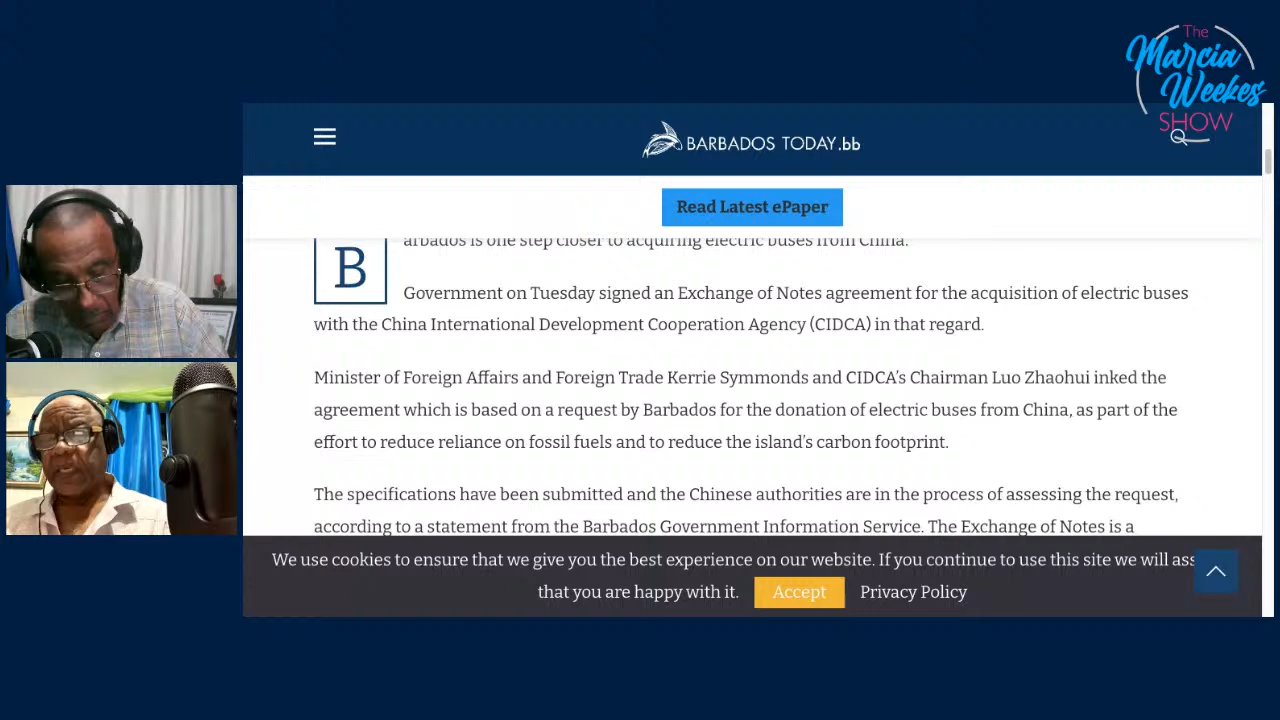 The
Marcia
Weekes
SHOW
BARBADOS TODAY.bb
Read Latest ePaper
arbados is one step closer to acquiring electric buses from China.
B
Government on Tuesday signed an Exchange of Notes agreement for the acquisition of electric buses
with the China International Development Cooperation Agency (CIDCA) in that regard.
Minister of Foreign Affairs and Foreign Trade Kerrie Symmonds and CIDCA’s Chairman Luo Zhaohui inked the
agreement which is based on a request by Barbados for the donation of electric buses from China, as part of the
effort to reduce reliance on fossil fuels and to reduce the island’s carbon footprint.
The specifications have been submitted and the Chinese authorities are in the process of assessing the request,
according to a statement from the Barbados Government Information Service. The Exchange of Notes is a
We use cookies to ensure that we give you the best experience on our website. If you continue to use this site we will ass
that you are happy with it. Accept Privacy Policy